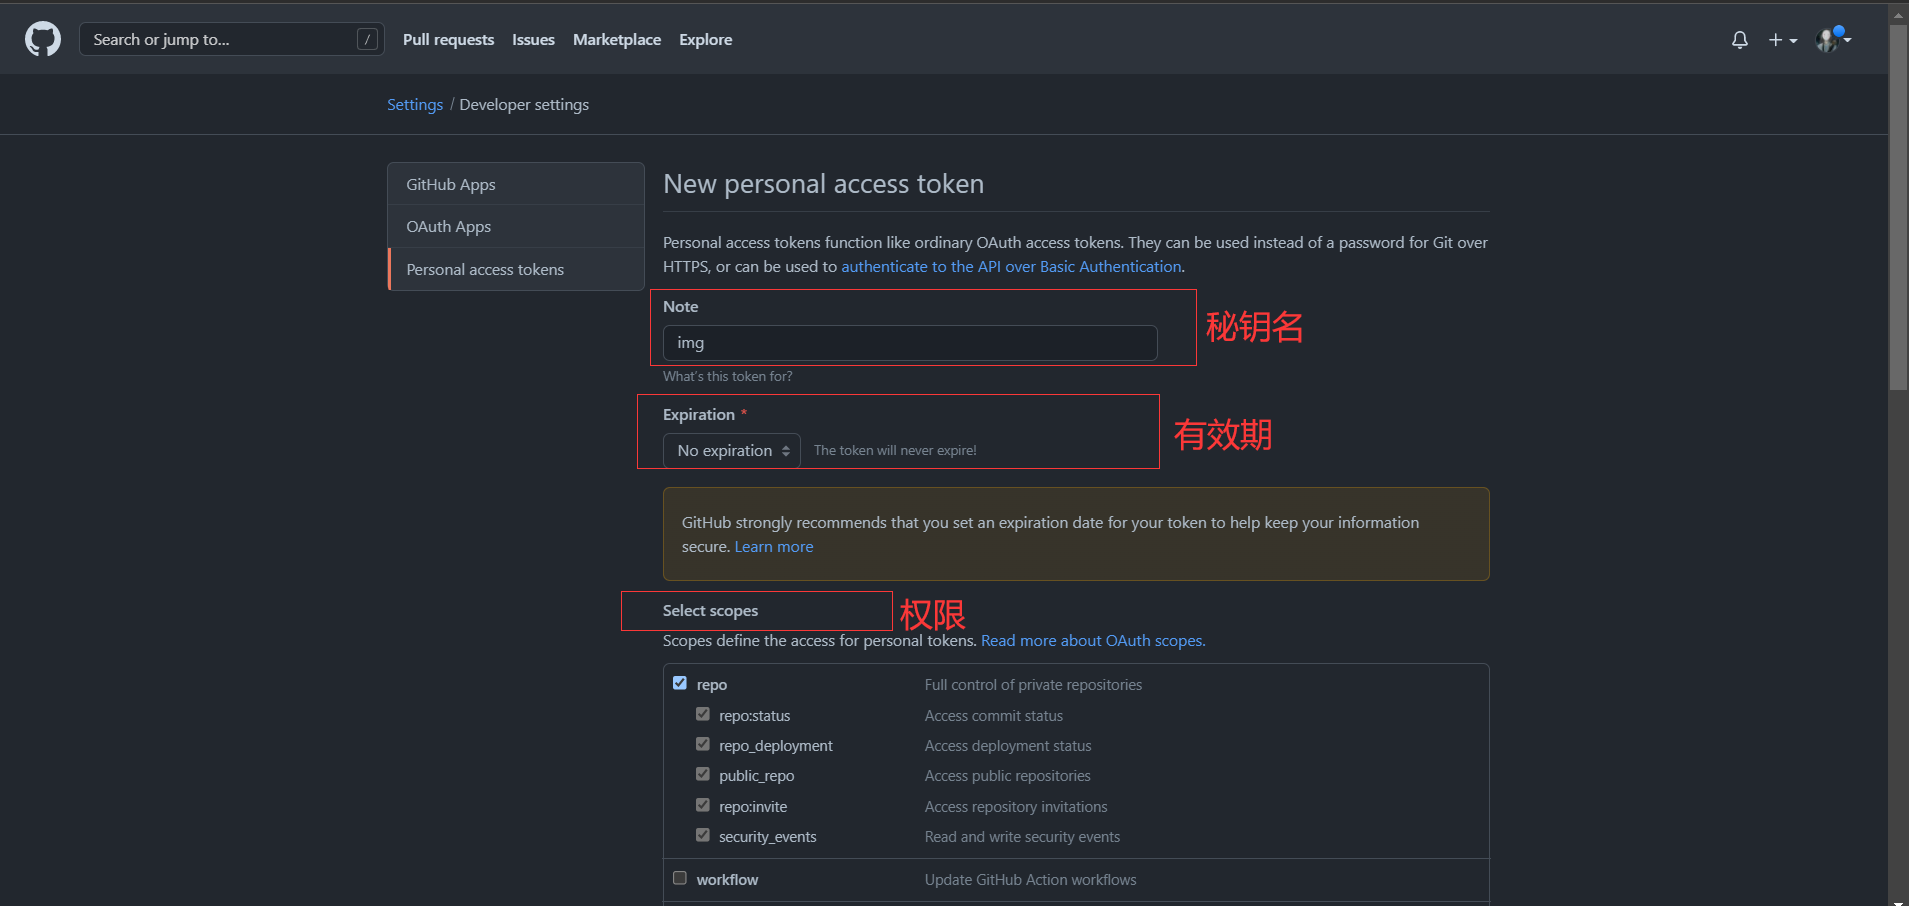 Search or jump to... /
Pull requests Issues Marketplace Explore
Settings / Developer settings
GitHub Apps
OAuth Apps
Personal access tokens
New personal access token
Personal access tokens function like ordinary OAuth access tokens. They can be used instead of a password for Git over
HTTPS, or can be used to authenticate to the API over Basic Authentication.
Note
img
秘钥名
What's this token for?
Expiration *
No expiration The token will never expire!
有效期
GitHub strongly recommends that you set an expiration date for your token to help keep your information
secure. Learn more
Select scopes
权限
Scopes define the access for personal tokens. Read more about OAuth scopes.
repo Full control of private repositories
repo:status Access commit status
repo_deployment Access deployment status
public_repo Access public repositories
repo:invite Access repository invitations
security_events Read and write security events
workflow Update GitHub Action workflows